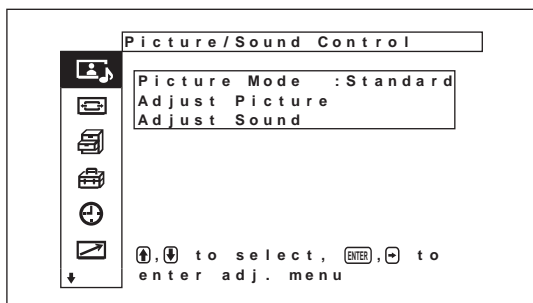 Picture/Sound Control
Picture Mode :Standard
Adjust Picture
Adjust Sound
↑,↓ to select, ENTER,→ to
enter adj. menu